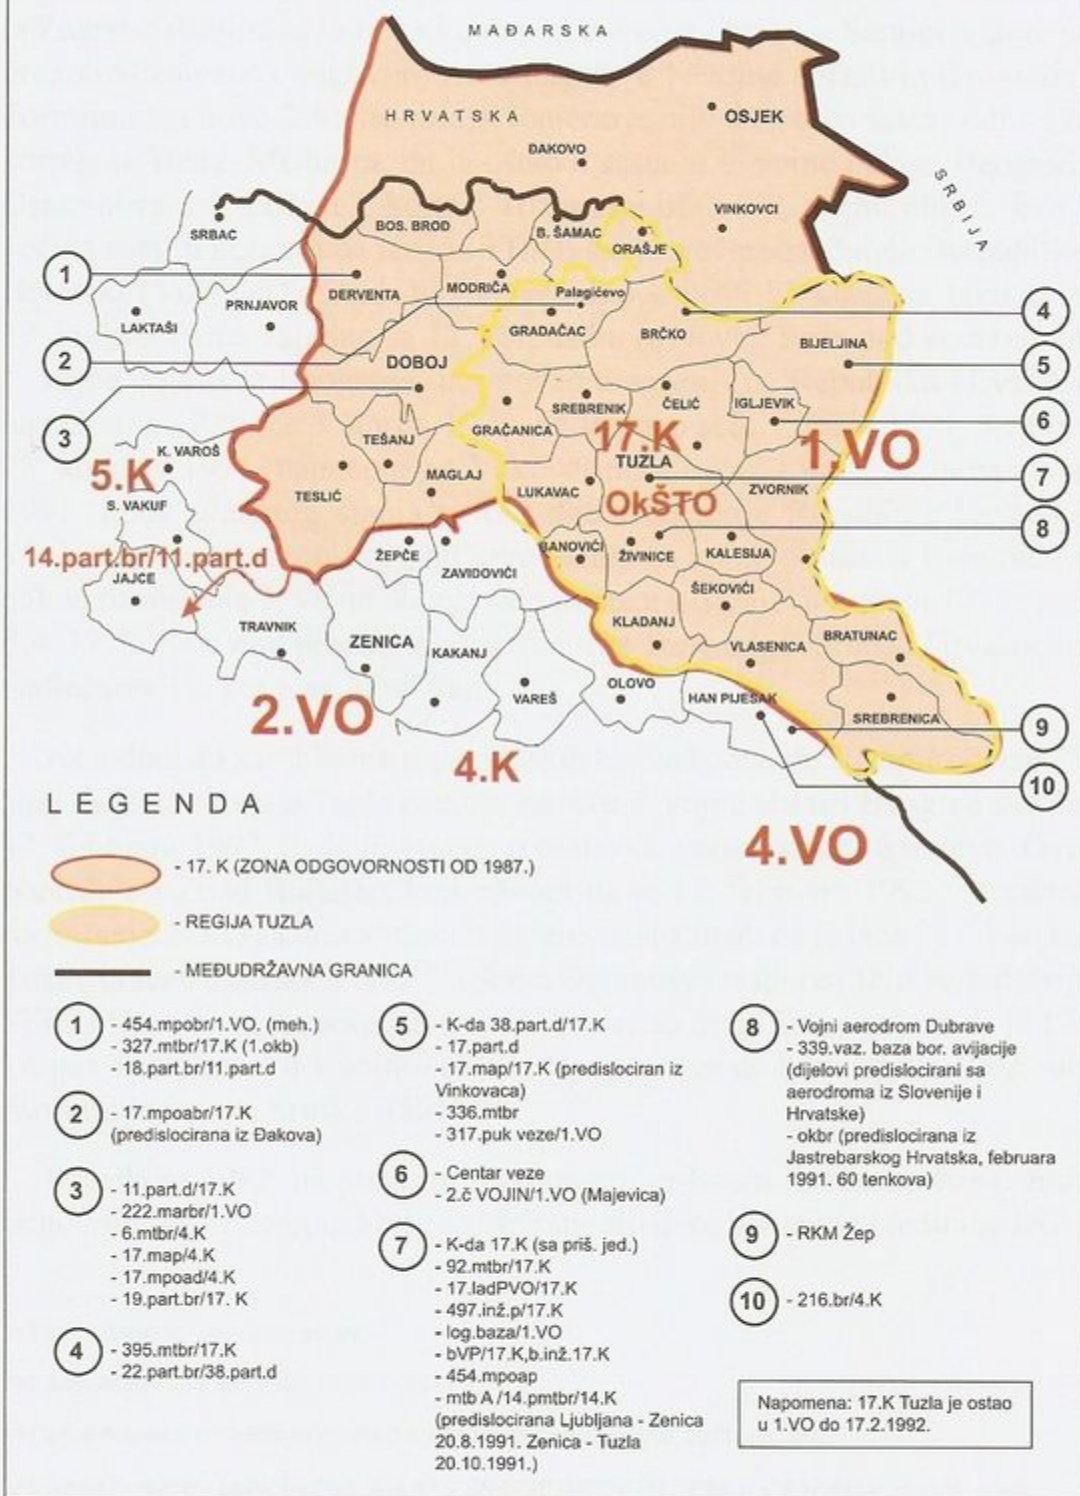 MAĐARSKA
HRVATSKA
OSJEK
ĐAKOVO
SRBIJA
SRBAC
BOS. BROD
B. ŠAMAC
VINKOVCI
ORAŠJE
1
DERVENTA
MODRIČA
Palagićevo
4
LAKTAŠI
PRNJAVOR
GRADAČAC
BRČKO
BIJELJINA
2
DOBOJ
5
SREBRENIK
ČELIĆ
IGLJEVIK
6
3
TEŠANJ
GRAČANICA
17.K
1.VO
K. VAROŠ
5.K
TUZLA
MAGLAJ
7
S. VAKUF
TESLIĆ
LUKAVAC
ZVORNIK
OkŠTO
8
14.part.br/11.part.d
ŽEPČE
BANOVIĆI
ŽIVINICE
KALESIJA
JAJCE
ZAVIDOVIĆI
ŠEKOVIĆI
TRAVNIK
ZENICA
KAKANJ
KLADANJ
VLASENICA
BRATUNAC
2.VO
VAREŠ
OLOVO
HAN PIJESAK
SREBRENICA
9
4.K
10
4.VO
LEGENDA
- 17. K (ZONA ODGOVORNOSTI OD 1987.)
- REGIJA TUZLA
- MEĐUDRŽAVNA GRANICA
1
- 454.mpobr/1.VO. (meh.)
- 327.mtbr/17.K (1.okb)
- 18.part.br/11.part.d
2
- 17.mpoabr/17.K
(predislocirana iz Đakova)
3
- 11.part.d/17.K
- 222.marbr/1.VO
- 6.mtbr/4.K
- 17.map/4.K
- 17.mpoad/4.K
- 19.part.br/17. K
4
- 395.mtbr/17.K
- 22.part.br/38.part.d
5
- K-da 38.part.d/17.K
- 17.part.d
- 17.map/17.K (predislociran iz
Vinkovaca)
- 336.mtbr
- 317.puk veze/1.VO
6
- Centar veze
- 2.č VOJIN/1.VO (Majevica)
7
- K-da 17.K (sa priš. jed.)
- 92.mtbr/17.K
- 17.ladPVO/17.K
- 497.inž.p/17.K
- log.baza/1.VO
- bVP/17.K,b.inž.17.K
- 454.mpoap
- mtb A /14.pmtbr/14.K
(predislocirana Ljubljana - Zenica
20.8.1991. Zenica - Tuzla
20.10.1991.)
8
- Vojni aerodrom Dubrave
- 339.vaz. baza bor. avijacije
(dijelovi predislocirani sa
aerodroma iz Slovenije i
Hrvatske)
- okbr (predislocirana iz
Jastrebarskog Hrvatska, februara
1991. 60 tenkova)
9
- RKM Žep
10
- 216.br/4.K
Napomena: 17.K Tuzla je ostao
u 1.VO do 17.2.1992.